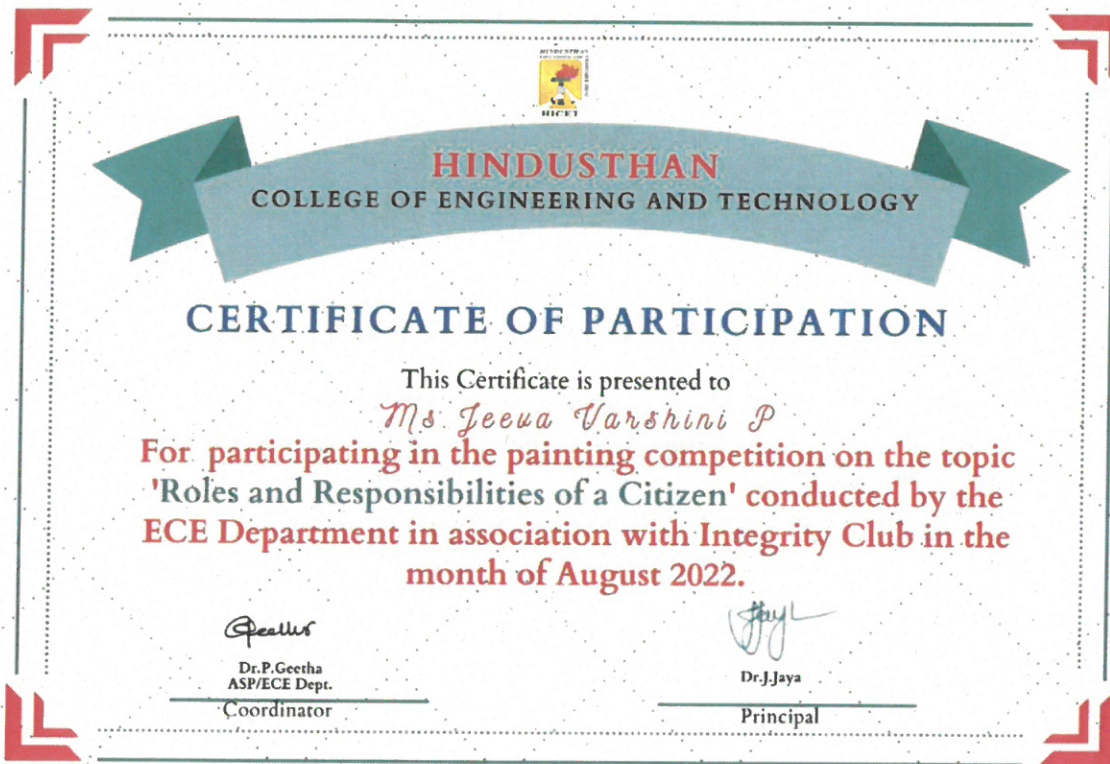 HINDUSTHAN
HICET
HINDUSTHAN
COLLEGE OF ENGINEERING AND TECHNOLOGY
CERTIFICATE OF PARTICIPATION
This Certificate is presented to
Ms. Jeeva Varshini P
For participating in the painting competition on the topic
'Roles and Responsibilities of a Citizen' conducted by the
ECE Department in association with Integrity Club in the
month of August 2022.
Dr.P.Geetha
ASP/ECE Dept.
Coordinator
Dr.J.Jaya
Principal